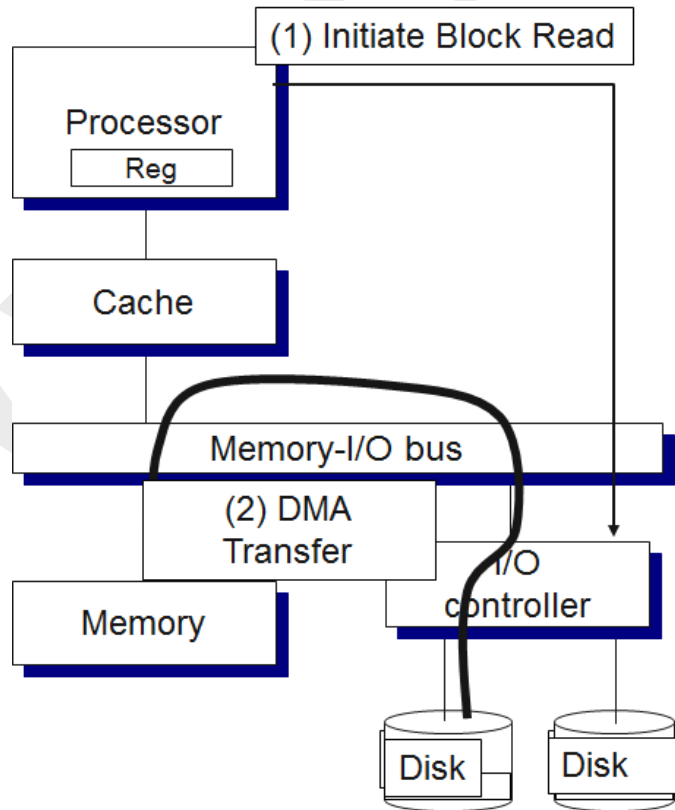 (1) Initiate Block Read
Processor
Reg
Cache
Memory-I/O bus
(2) DMA
Transfer
I/O
controller
Memory
Disk
Disk